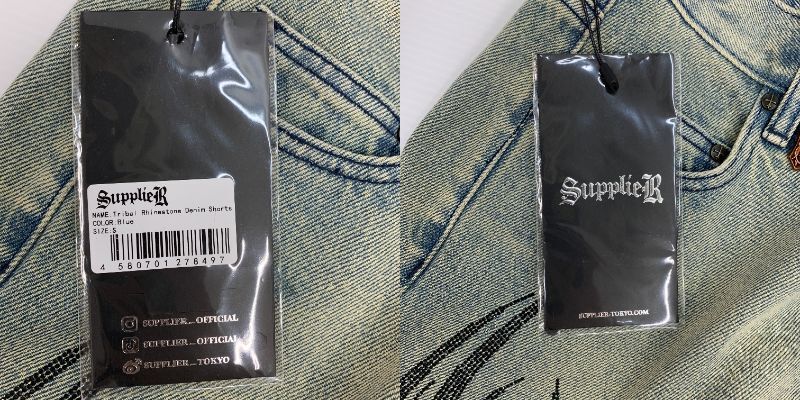 SupplieR
NAME.Tribal Rhinestone Denim Shorts
COLOR.Blue
SIZE:S
4 580701 276497
SUPPLIER_OFFICIAL
SUPPLIER_OFFICIAL
SUPPLIER_TOKYO
SupplieR
SUPPLIER-TOKYO.COM